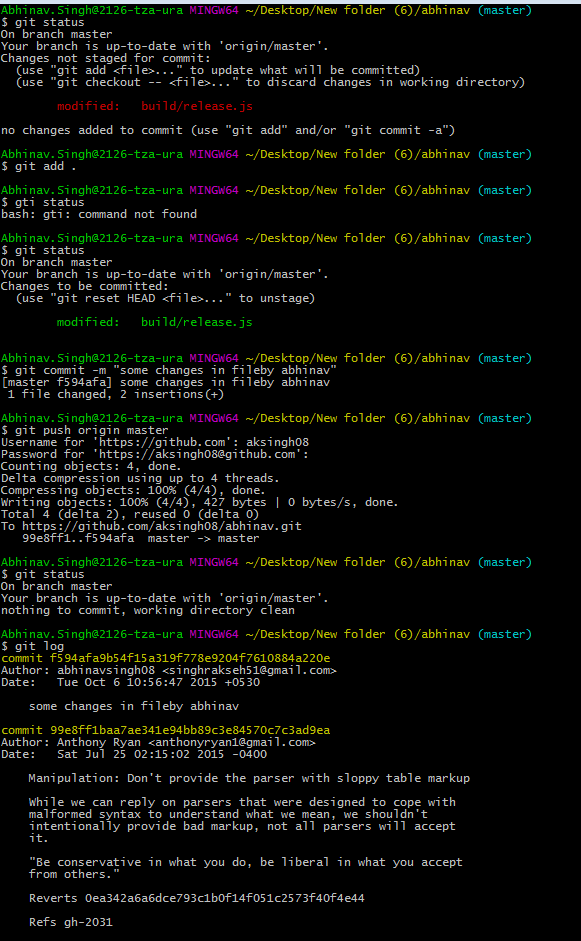 Abhinav.Singh@2126-tza-ura MINGW64 ~/Desktop/New folder (6)/abhinav (master)
$ git status
On branch master
Your branch is up-to-date with 'origin/master'.
Changes not staged for commit:
  (use "git add <file>..." to update what will be committed)
  (use "git checkout -- <file>..." to discard changes in working directory)

        modified:   build/release.js

no changes added to commit (use "git add" and/or "git commit -a")

Abhinav.Singh@2126-tza-ura MINGW64 ~/Desktop/New folder (6)/abhinav (master)
$ git add .

Abhinav.Singh@2126-tza-ura MINGW64 ~/Desktop/New folder (6)/abhinav (master)
$ gti status
bash: gti: command not found

Abhinav.Singh@2126-tza-ura MINGW64 ~/Desktop/New folder (6)/abhinav (master)
$ git status
On branch master
Your branch is up-to-date with 'origin/master'.
Changes to be committed:
  (use "git reset HEAD <file>..." to unstage)

        modified:   build/release.js


Abhinav.Singh@2126-tza-ura MINGW64 ~/Desktop/New folder (6)/abhinav (master)
$ git commit -m "some changes in fileby abhinav"
[master f594afa] some changes in fileby abhinav
 1 file changed, 2 insertions(+)

Abhinav.Singh@2126-tza-ura MINGW64 ~/Desktop/New folder (6)/abhinav (master)
$ git push origin master
Username for 'https://github.com': aksingh08
Password for 'https://aksingh08@github.com':
Counting objects: 4, done.
Delta compression using up to 4 threads.
Compressing objects: 100% (4/4), done.
Writing objects: 100% (4/4), 427 bytes | 0 bytes/s, done.
Total 4 (delta 2), reused 0 (delta 0)
To https://github.com/aksingh08/abhinav.git
   99e8ff1..f594afa  master -> master

Abhinav.Singh@2126-tza-ura MINGW64 ~/Desktop/New folder (6)/abhinav (master)
$ git status
On branch master
Your branch is up-to-date with 'origin/master'.
nothing to commit, working directory clean

Abhinav.Singh@2126-tza-ura MINGW64 ~/Desktop/New folder (6)/abhinav (master)
$ git log
commit f594afa9b54f15a319f778e9204f7610884a220e
Author: abhinavsingh08 <singhrakseh51@gmail.com>
Date:   Tue Oct 6 10:56:47 2015 +0530

    some changes in fileby abhinav

commit 99e8ff1baa7ae341e94bb89c3e84570c7c3ad9ea
Author: Anthony Ryan <anthonyryan1@gmail.com>
Date:   Sat Jul 25 02:15:02 2015 -0400

    Manipulation: Don't provide the parser with sloppy table markup

    While we can reply on parsers that were designed to cope with
    malformed syntax to understand what we mean, we shouldn't
    intentionally provide bad markup, not all parsers will accept
    it.

    "Be conservative in what you do, be liberal in what you accept
    from others."

    Reverts 0ea342a6a6dce793c1b0f14f051c2573f40f4e44

    Refs gh-2031